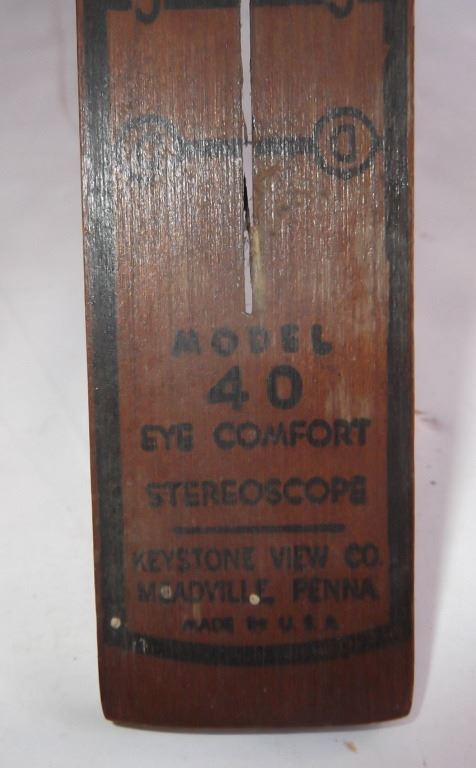 MODEL
40
EYE COMFORT
STEREOSCOPE
KEYSTONE VIEW CO.
MEADVILLE, PENNA.
MADE IN U.S.A.